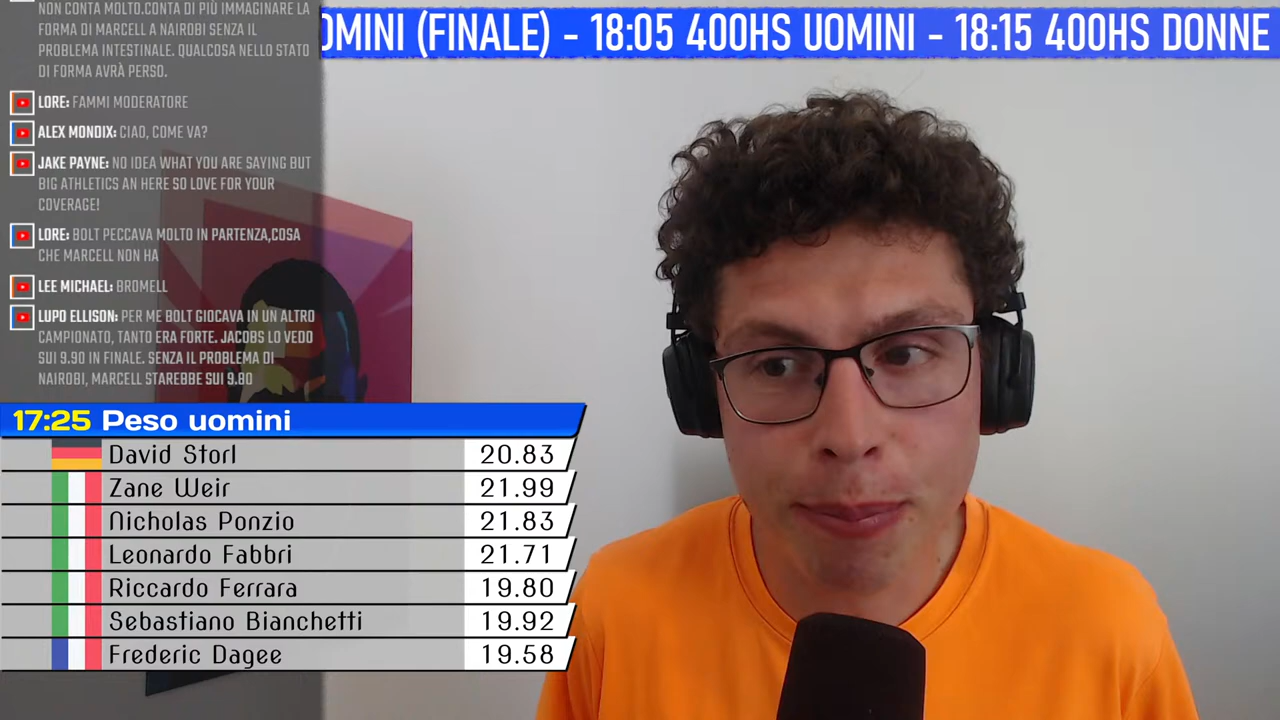 NON CONTA MOLTO.CONTA DI PIÙ IMMAGINARE LA
FORMA DI MARCELL A NAIROBI SENZA IL
PROBLEMA INTESTINALE. QUALCOSA NELLO STATO
DI FORMA AVRÀ PERSO.
LORE: FAMMI MODERATORE
ALEX MONDIX: CIAO, COME VA?
JAKE PAYNE: NO IDEA WHAT YOU ARE SAYING BUT
BIG ATHLETICS AN HERE SO LOVE FOR YOUR
COVERAGE!
LORE: BOLT PECCAVA MOLTO IN PARTENZA,COSA
CHE MARCELL NON HA
LEE MICHAEL: BROMELL
LUPO ELLISON: PER ME BOLT GIOCAVA IN UN ALTRO
CAMPIONATO, TANTO ERA FORTE. JACOBS LO VEDO
SUI 9.90 IN FINALE. SENZA IL PROBLEMA DI
NAIROBI, MARCELL STAREBBE SUI 9.80
OMINI (FINALE) - 18:05 400HS UOMINI - 18:15 400HS DONNE
17:25 Peso uomini
David Storl 20.83
Zane Weir 21.99
Nicholas Ponzio 21.83
Leonardo Fabbri 21.71
Riccardo Ferrara 19.80
Sebastiano Bianchetti 19.92
Frederic Dagee 19.58